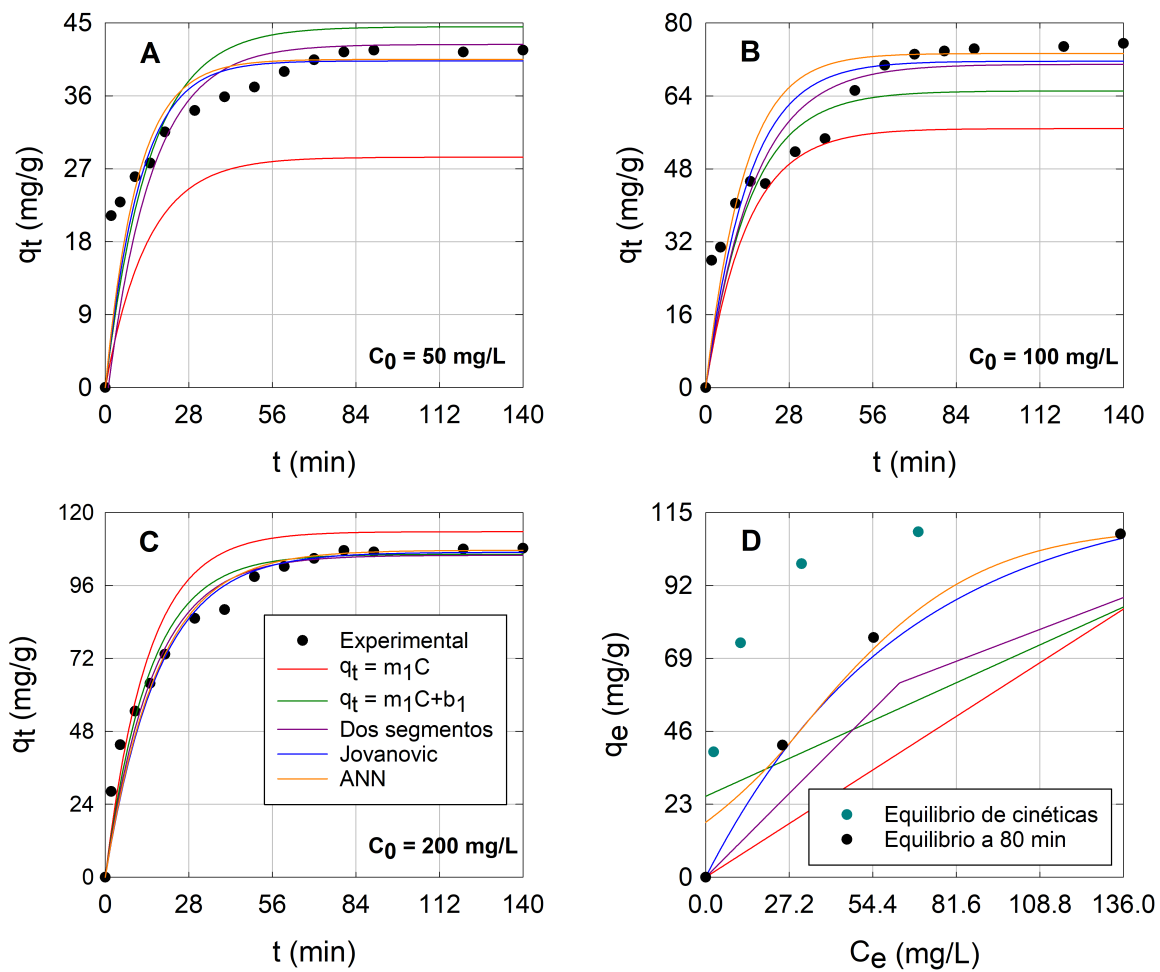 A
45
36
27
18
9
0
qt (mg/g)
C0 = 50 mg/L
0 28 56 84 112 140
t (min)
B
80
64
48
32
16
0
qt (mg/g)
C0 = 100 mg/L
0 28 56 84 112 140
t (min)
C
120
96
72
48
24
0
qt (mg/g)
Experimental
qt = m1C
qt = m1C+b1
Dos segmentos
Jovanovic
ANN
C0 = 200 mg/L
0 28 56 84 112 140
t (min)
D
115
92
69
46
23
0
qe (mg/g)
Equilibrio de cinéticas
Equilibrio a 80 min
0.0 27.2 54.4 81.6 108.8 136.0
Ce (mg/L)